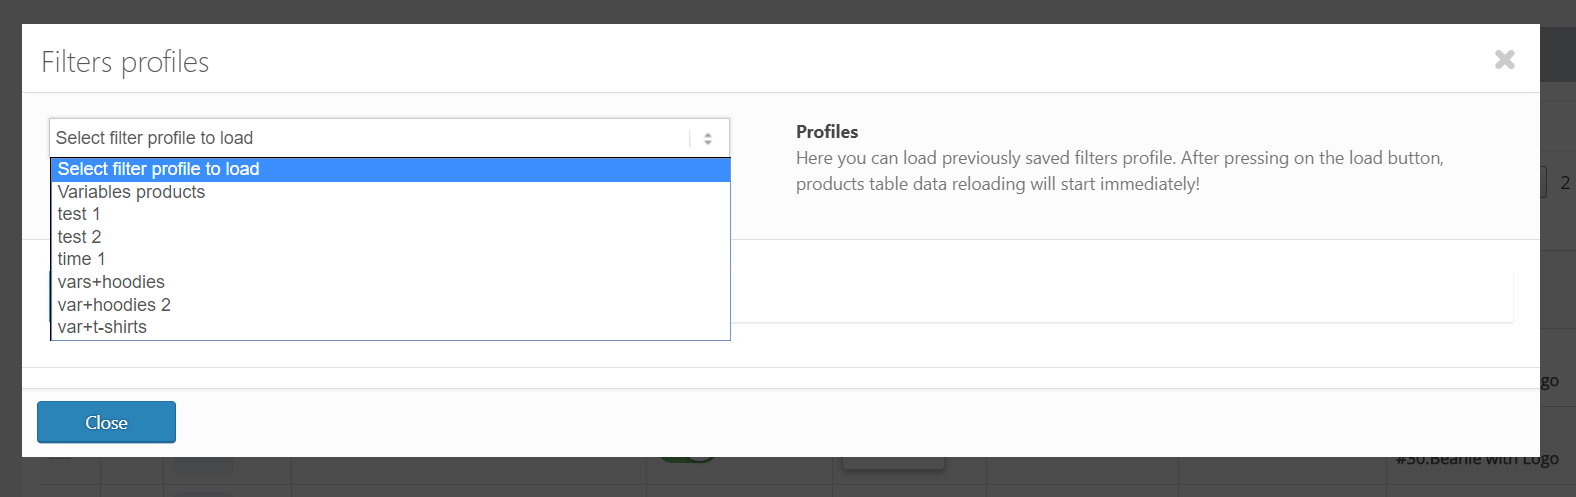 Filters profiles
Select filter profile to load
Select filter profile to load
Variables products
test 1
test 2
time 1
vars+hoodies
var+hoodies 2
var+t-shirts
Profiles
Here you can load previously saved filters profile. After pressing on the load button,
products table data reloading will start immediately!
2
go
Close
#30.Beanie with Logo